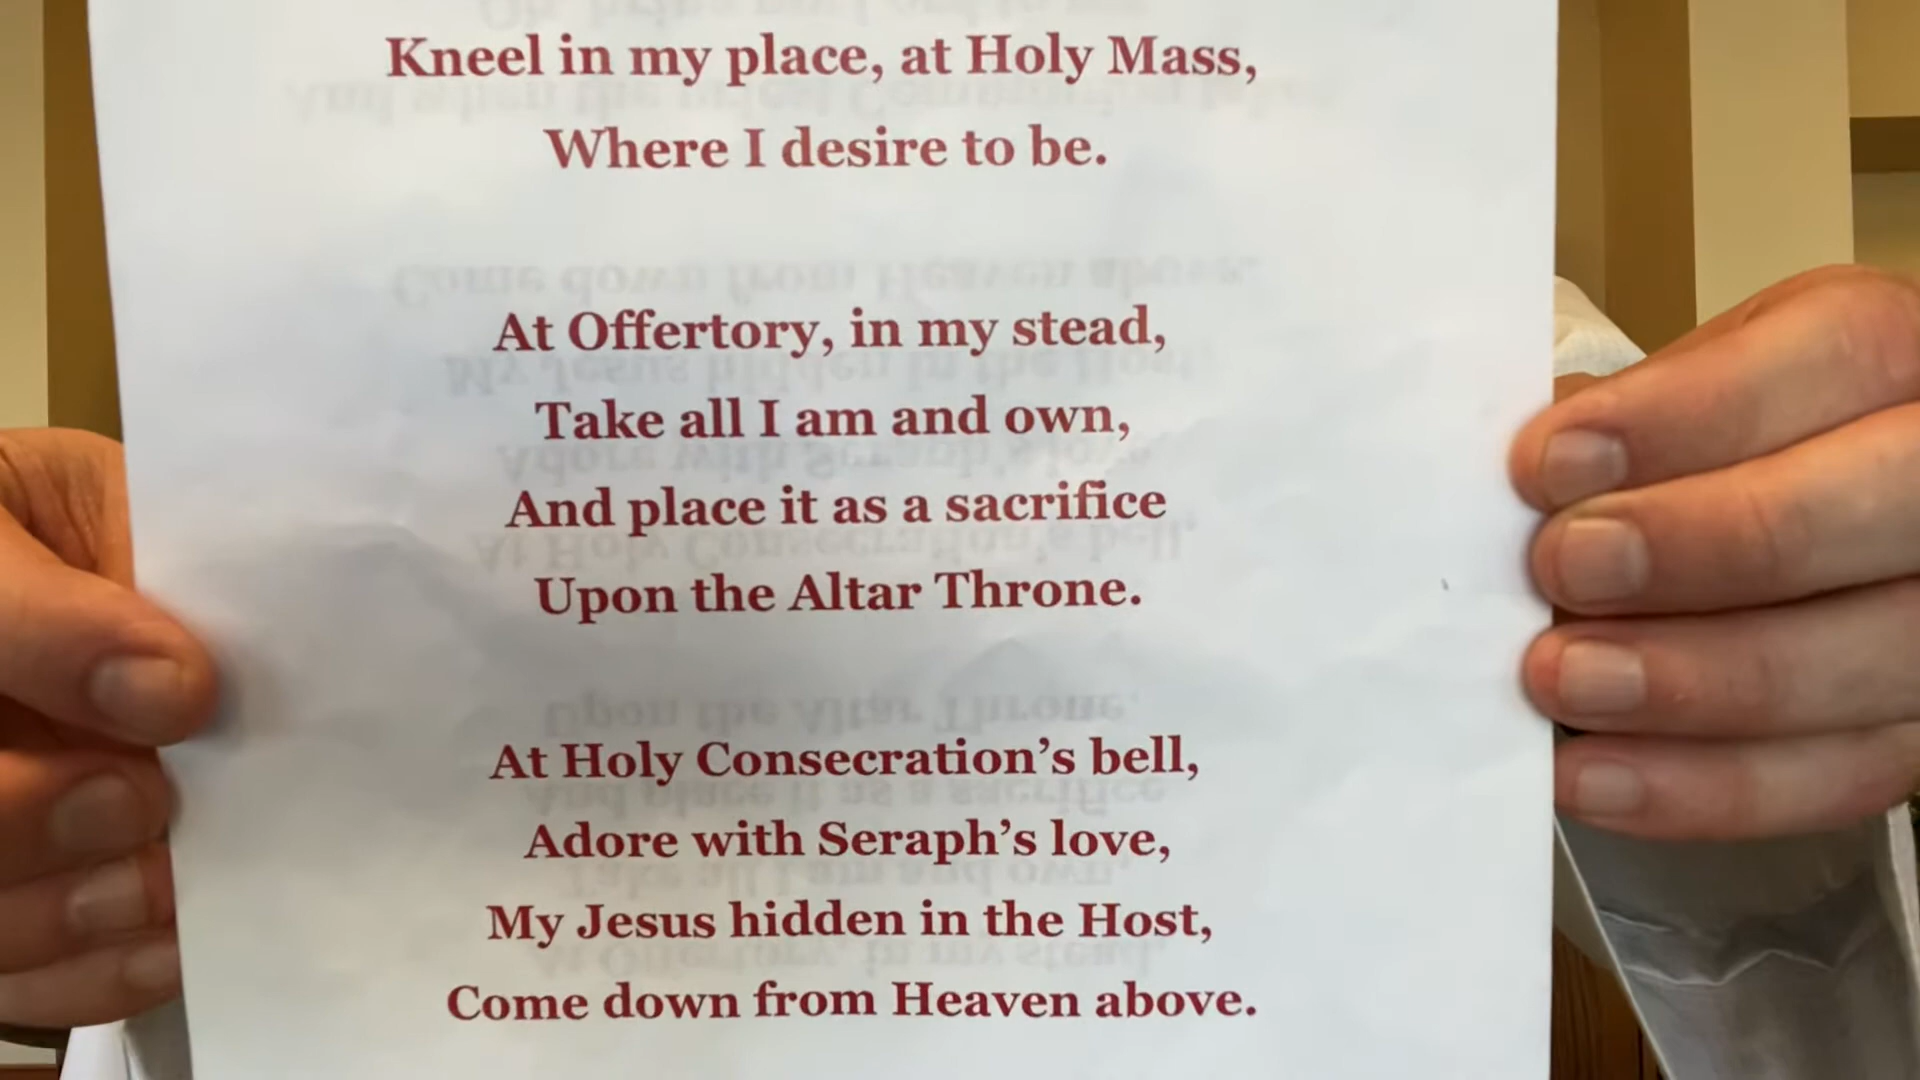 Kneel in my place, at Holy Mass,
Where I desire to be.
At Offertory, in my stead,
Take all I am and own,
And place it as a sacrifice
Upon the Altar Throne.
At Holy Consecration’s bell,
Adore with Seraph’s love,
My Jesus hidden in the Host,
Come down from Heaven above.